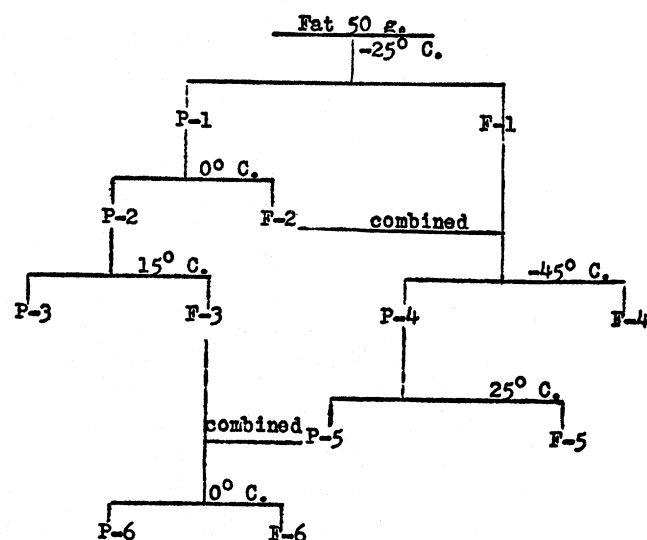 Fat 50 g.
-25° C.
P-1
F-1
0° C.
P-2
F-2
combined
15° C.
-45° C.
P-3
F-3
P-4
F-4
25° C.
combined
P-5
F-5
0° C.
P-6
F-6